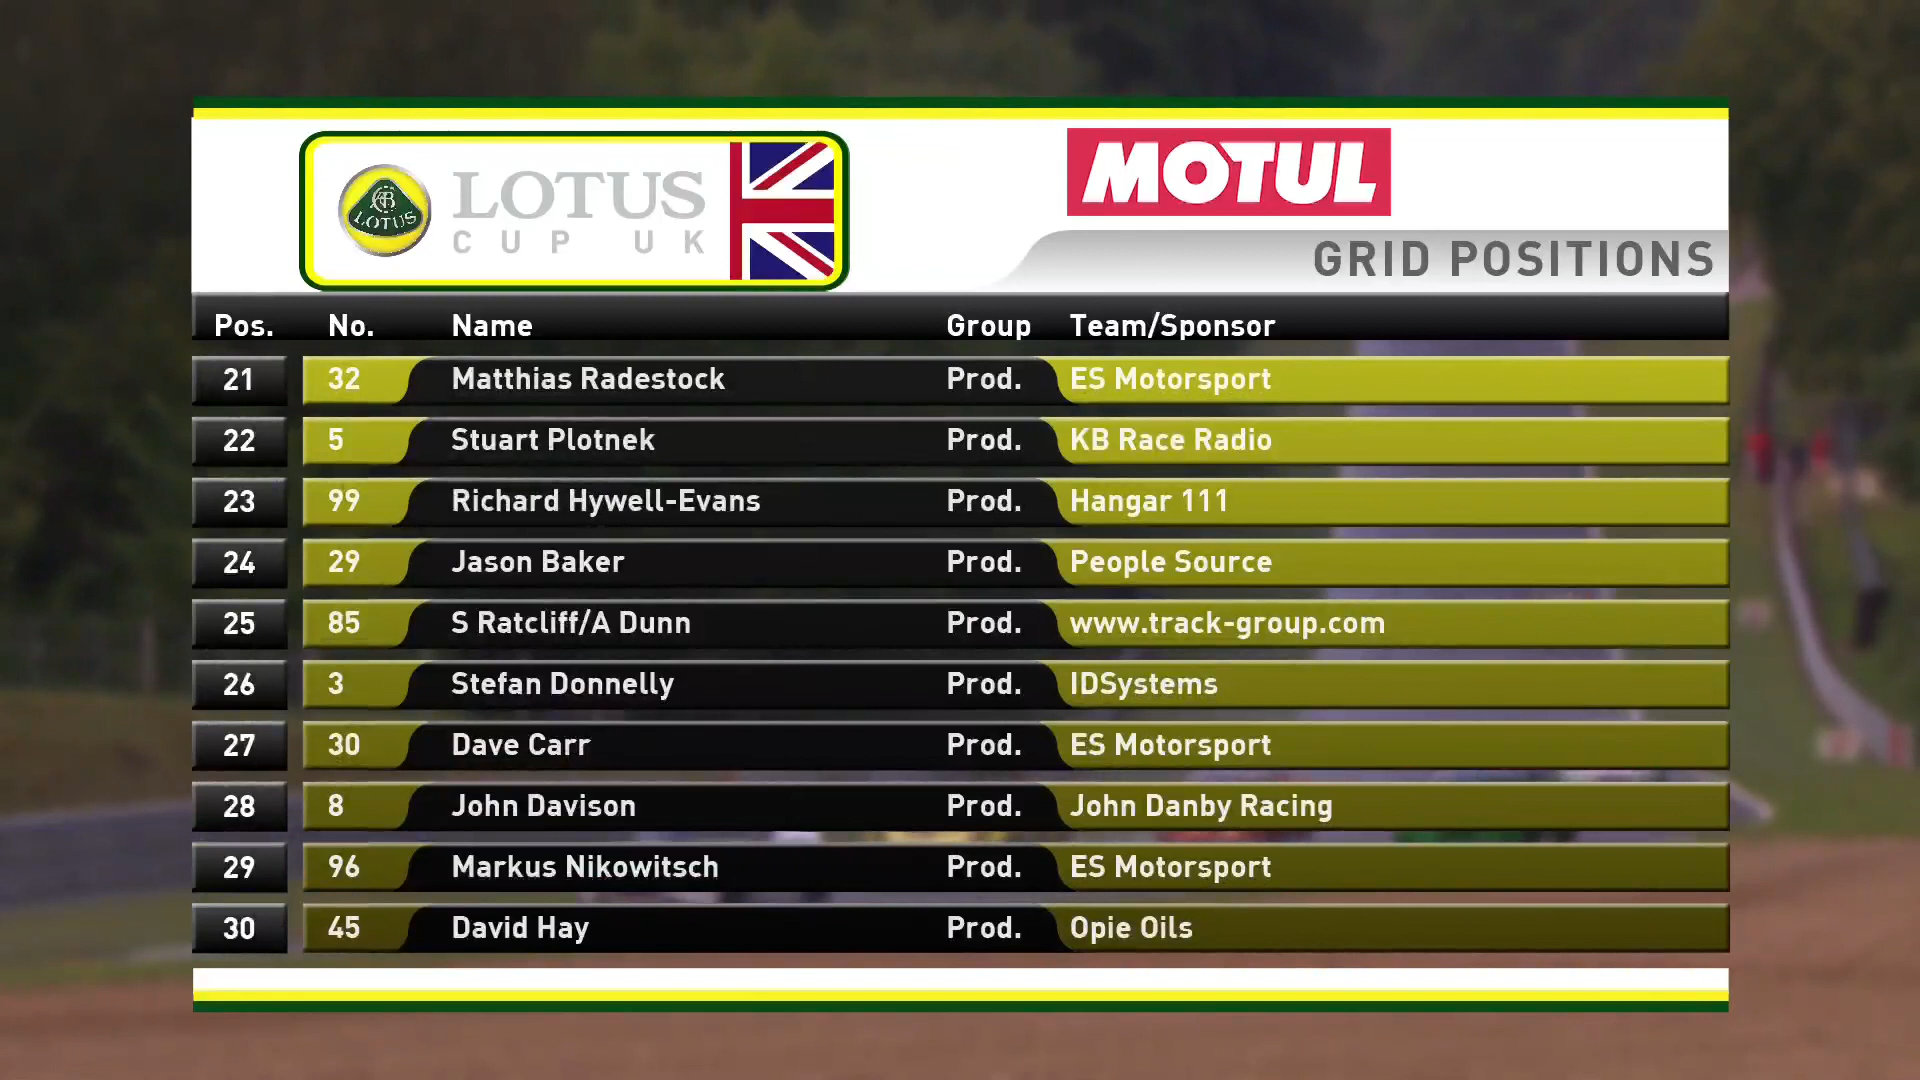 LOTUS
LOTUS
CUP UK
MOTUL
GRID POSITIONS
Pos. No. Name Group Team/Sponsor
21 32 Matthias Radestock Prod. ES Motorsport
22 5 Stuart Plotnek Prod. KB Race Radio
23 99 Richard Hywell-Evans Prod. Hangar 111
24 29 Jason Baker Prod. People Source
25 85 S Ratcliff/A Dunn Prod. www.track-group.com
26 3 Stefan Donnelly Prod. IDSystems
27 30 Dave Carr Prod. ES Motorsport
28 8 John Davison Prod. John Danby Racing
29 96 Markus Nikowitsch Prod. ES Motorsport
30 45 David Hay Prod. Opie Oils